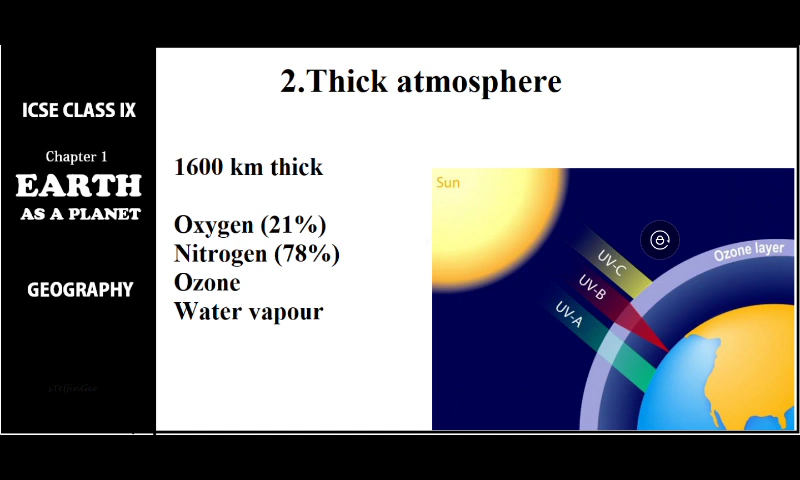 2.Thick atmosphere
ICSE CLASS IX
Chapter 1
EARTH
AS A PLANET
GEOGRAPHY
1600 km thick
Oxygen (21%)
Nitrogen (78%)
Ozone
Water vapour
Sun
Ozone layer
UV-C
UV-B
UV-A